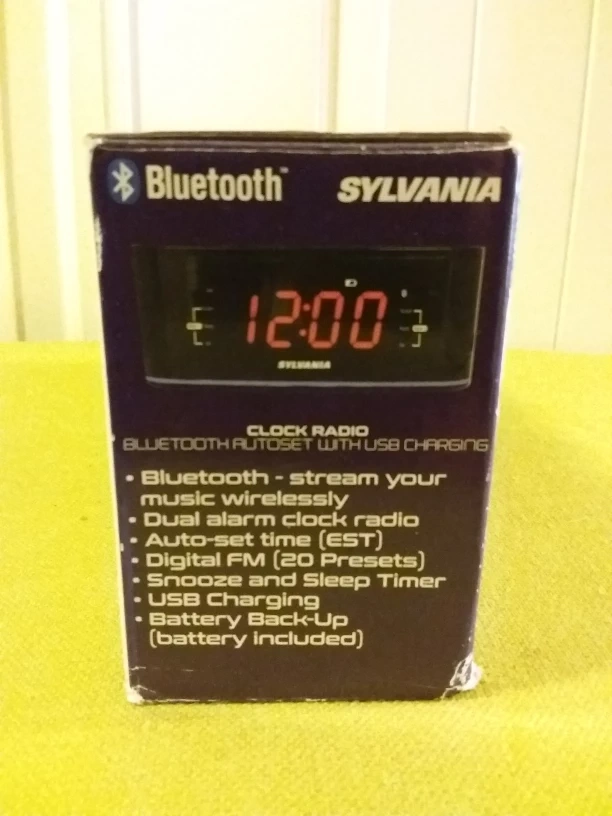 Bluetooth™ SYLVANIA
12:00
SYLVANIA
CLOCK RADIO
BLUETOOTH AUTOSET WITH USB CHARGING
• Bluetooth - stream your
music wirelessly
• Dual alarm clock radio
• Auto-set time (EST)
• Digital FM (20 Presets)
• Snooze and Sleep Timer
• USB Charging
• Battery Back-Up
(battery included)